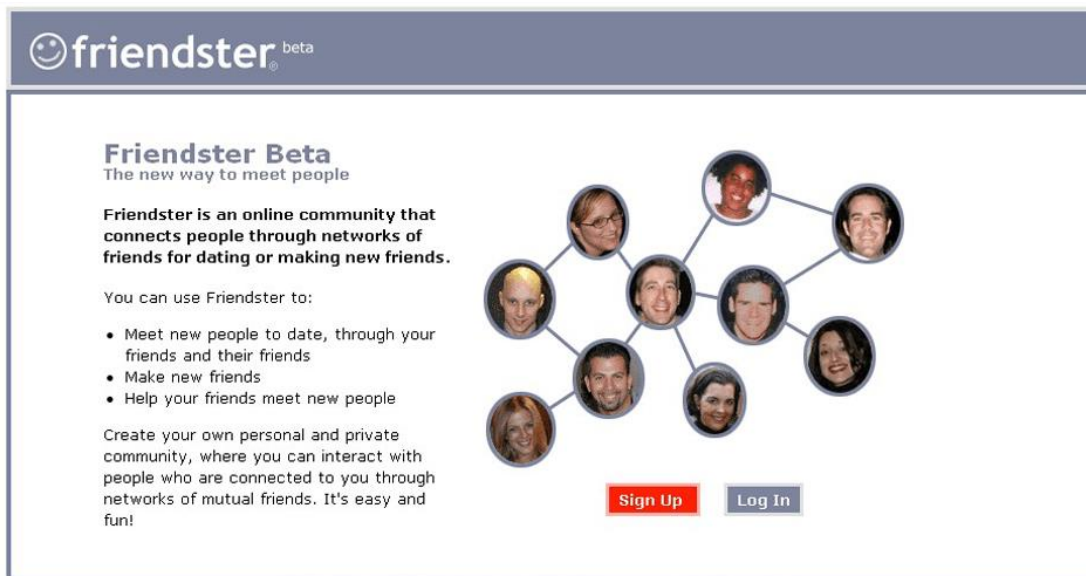 friendster® beta
Friendster Beta
The new way to meet people
Friendster is an online community that
connects people through networks of
friends for dating or making new friends.
You can use Friendster to:
• Meet new people to date, through your
friends and their friends
• Make new friends
• Help your friends meet new people
Create your own personal and private
community, where you can interact with
people who are connected to you through
networks of mutual friends. It's easy and
fun!
Sign Up
Log In